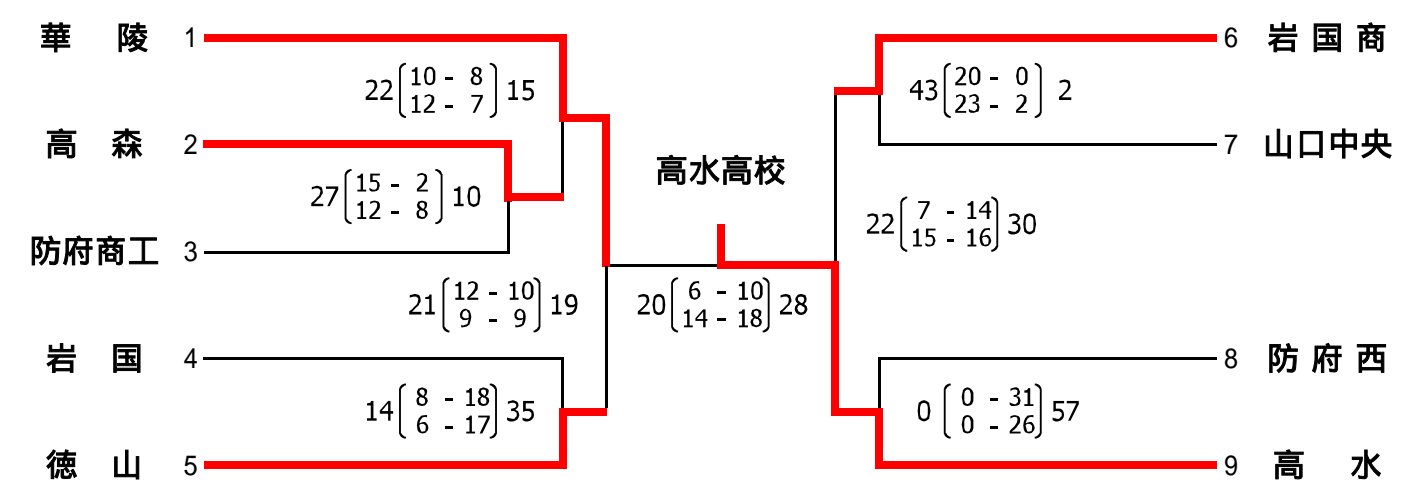 華 陵 1
22 10 - 8 15
12 - 7
高 森 2
27 15 - 2 10
12 - 8
防府商工 3
21 12 - 10 19
9 - 9
岩 国 4
14 8 - 18 35
6 - 17
徳 山 5
高水高校
20 6 - 10 28
14 - 18
6 岩国商
43 20 - 0 2
23 - 2
7 山口中央
22 7 - 14 30
15 - 16
8 防府西
0 0 - 31 57
0 - 26
9 高 水